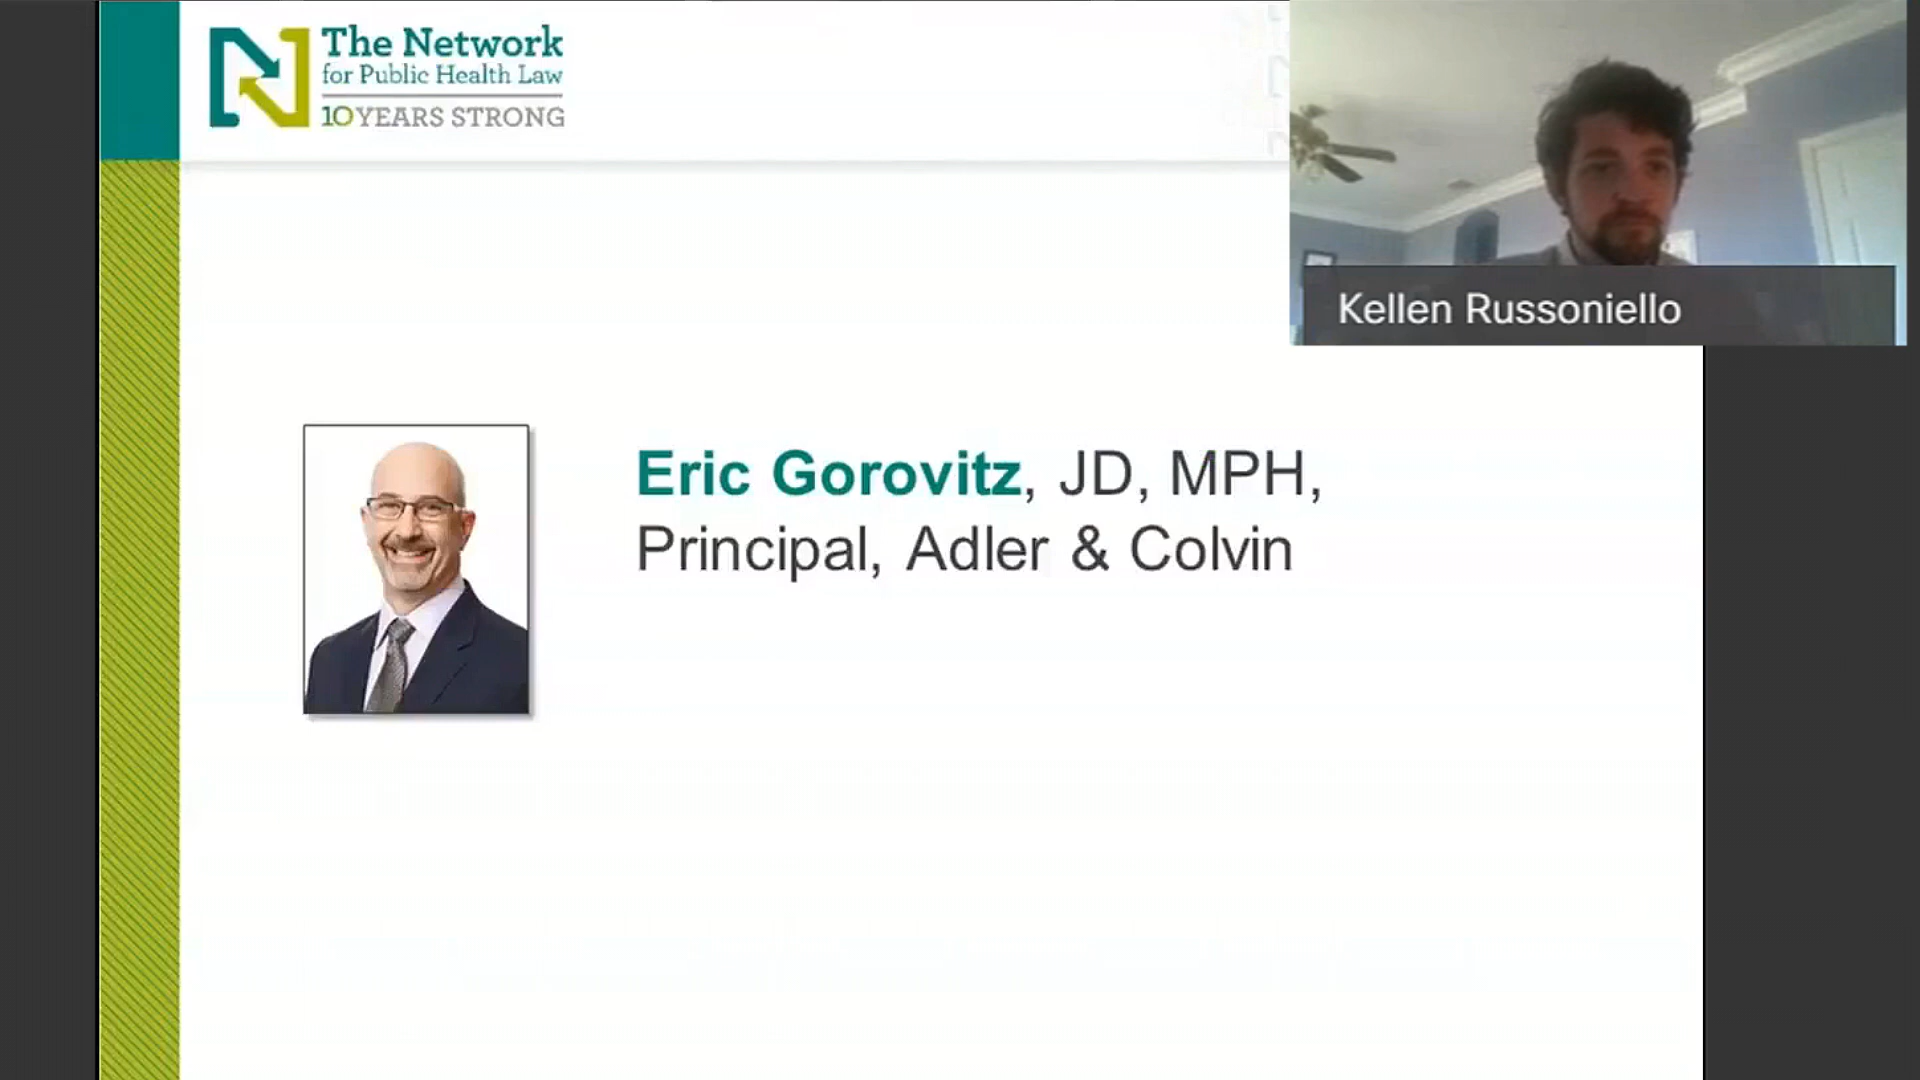 The Network
for Public Health Law
10 YEARS STRONG
Kellen Russoniello
Eric Gorovitz, JD, MPH,
Principal, Adler & Colvin